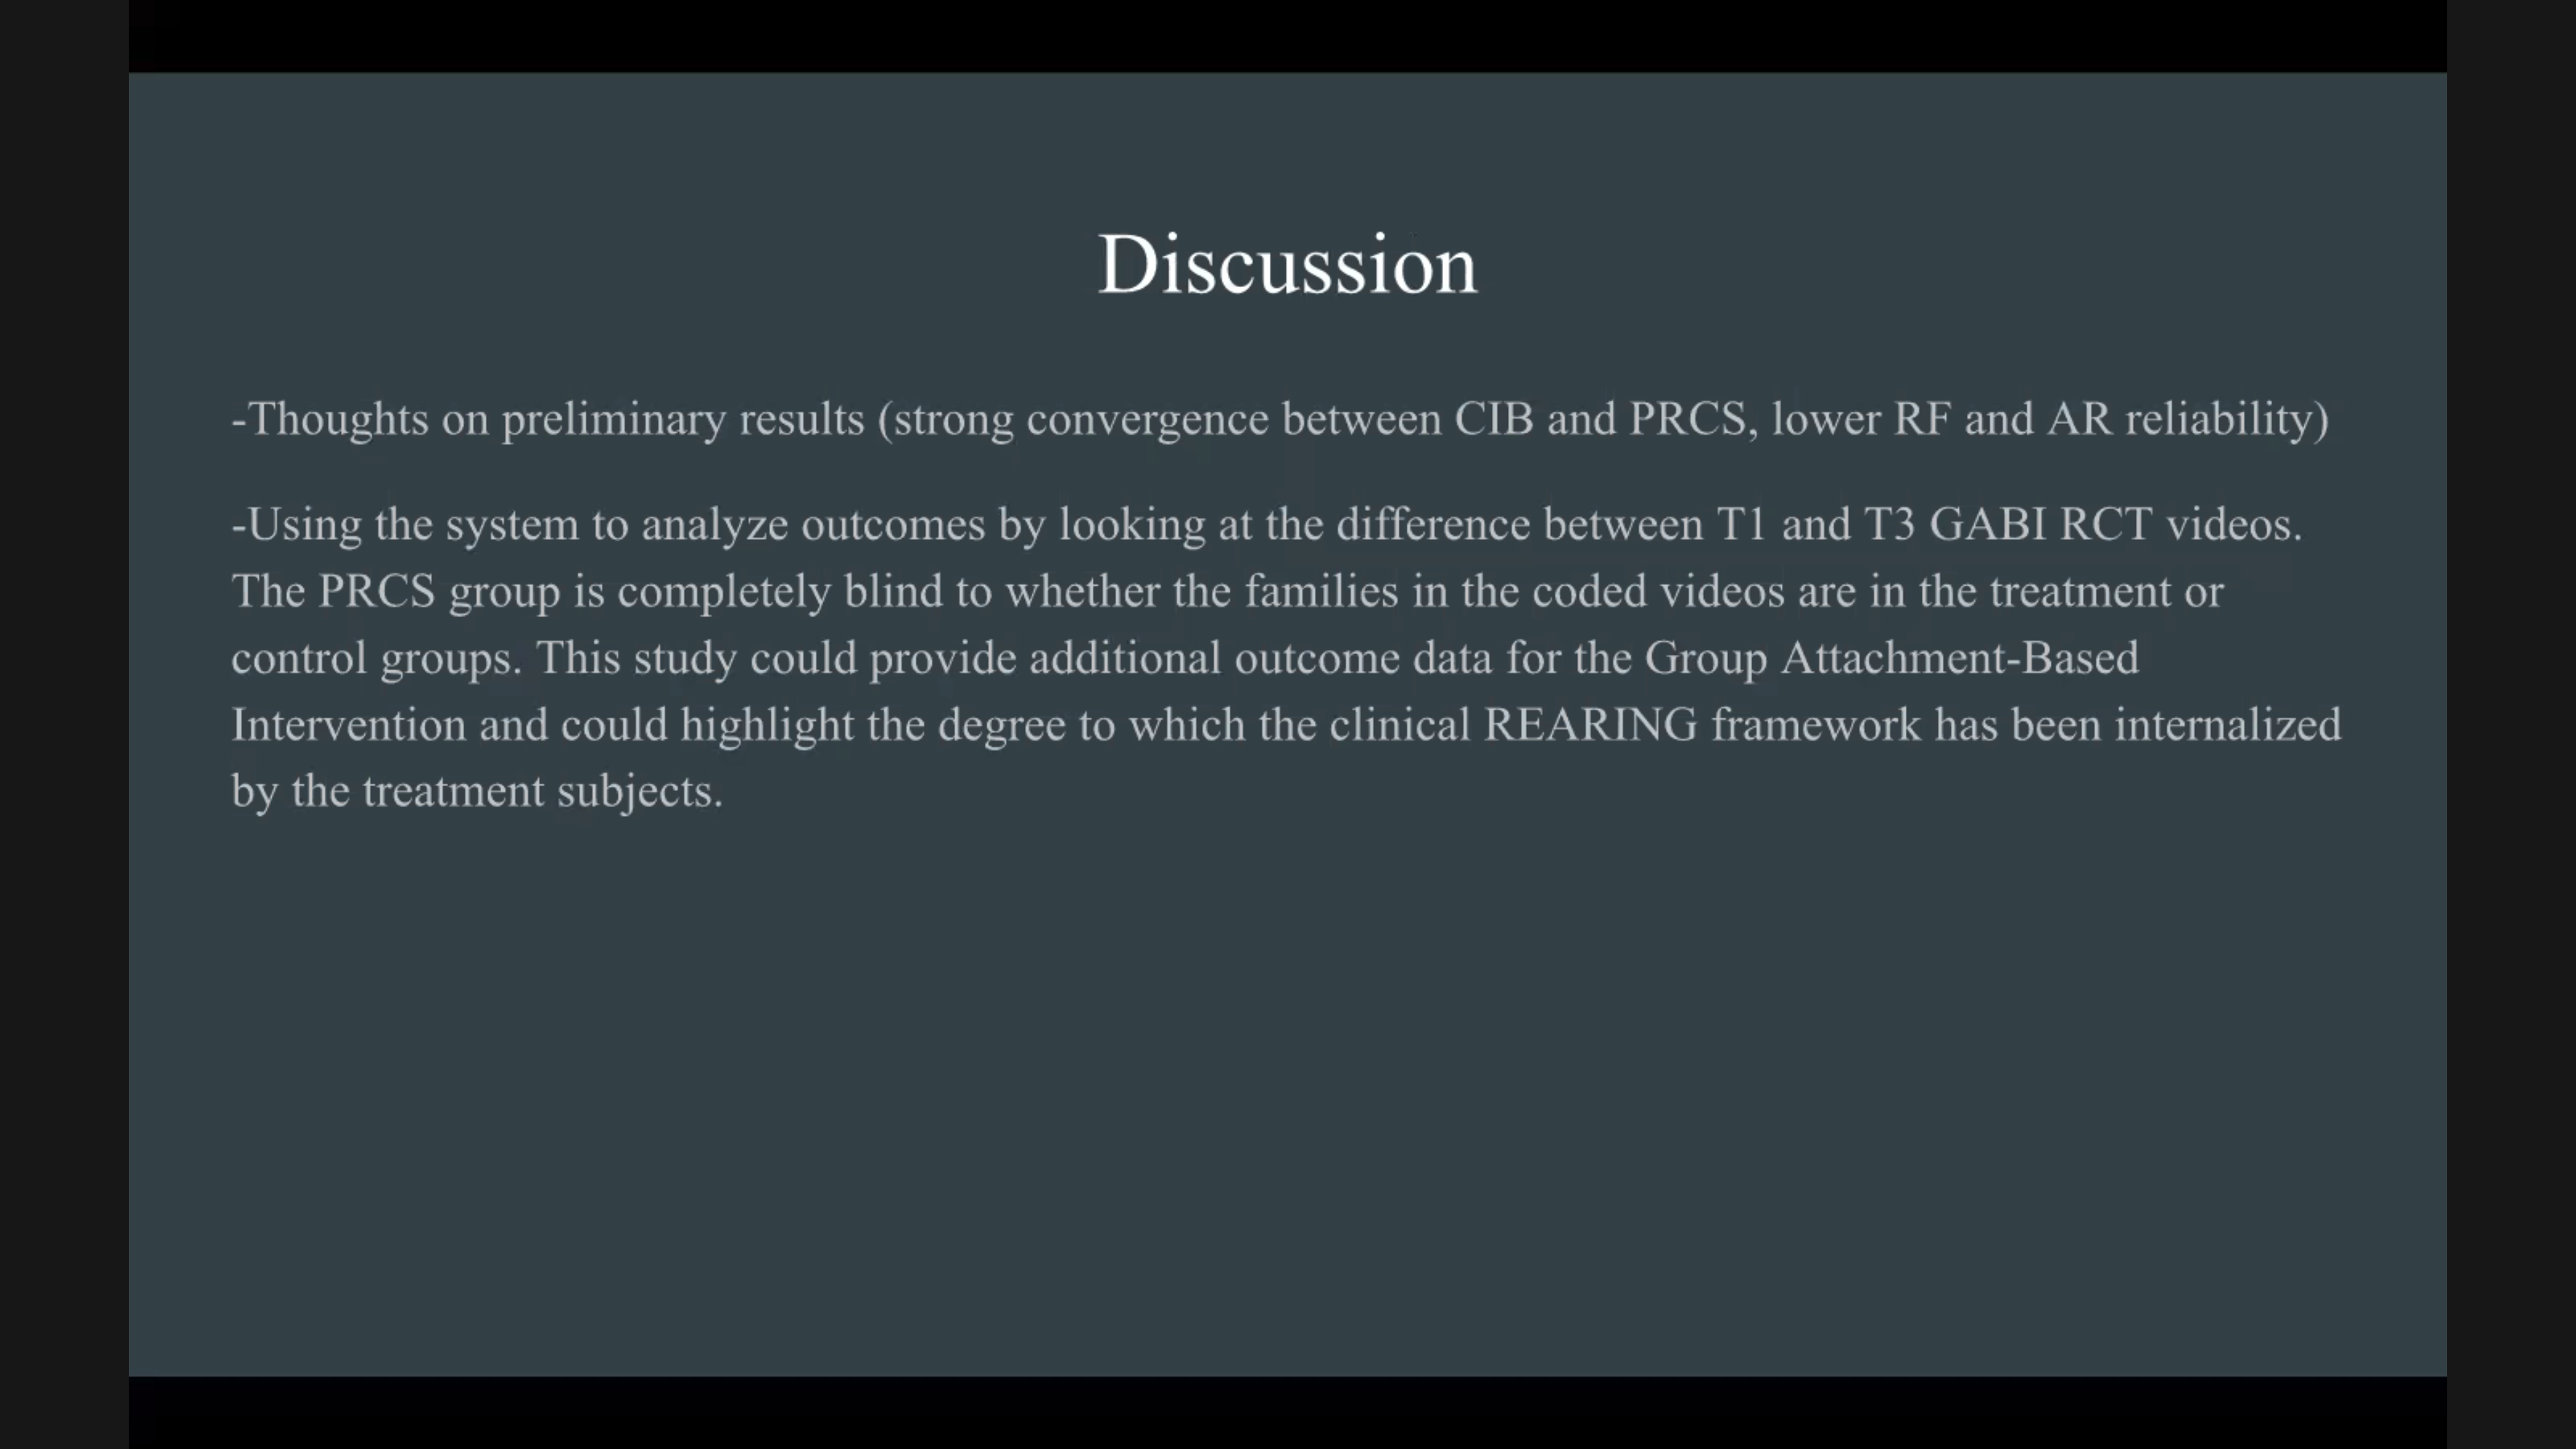 Discussion
-Thoughts on preliminary results (strong convergence between CIB and PRCS, lower RF and AR reliability)
-Using the system to analyze outcomes by looking at the difference between T1 and T3 GABI RCT videos.
The PRCS group is completely blind to whether the families in the coded videos are in the treatment or
control groups. This study could provide additional outcome data for the Group Attachment-Based
Intervention and could highlight the degree to which the clinical REARING framework has been internalized
by the treatment subjects.